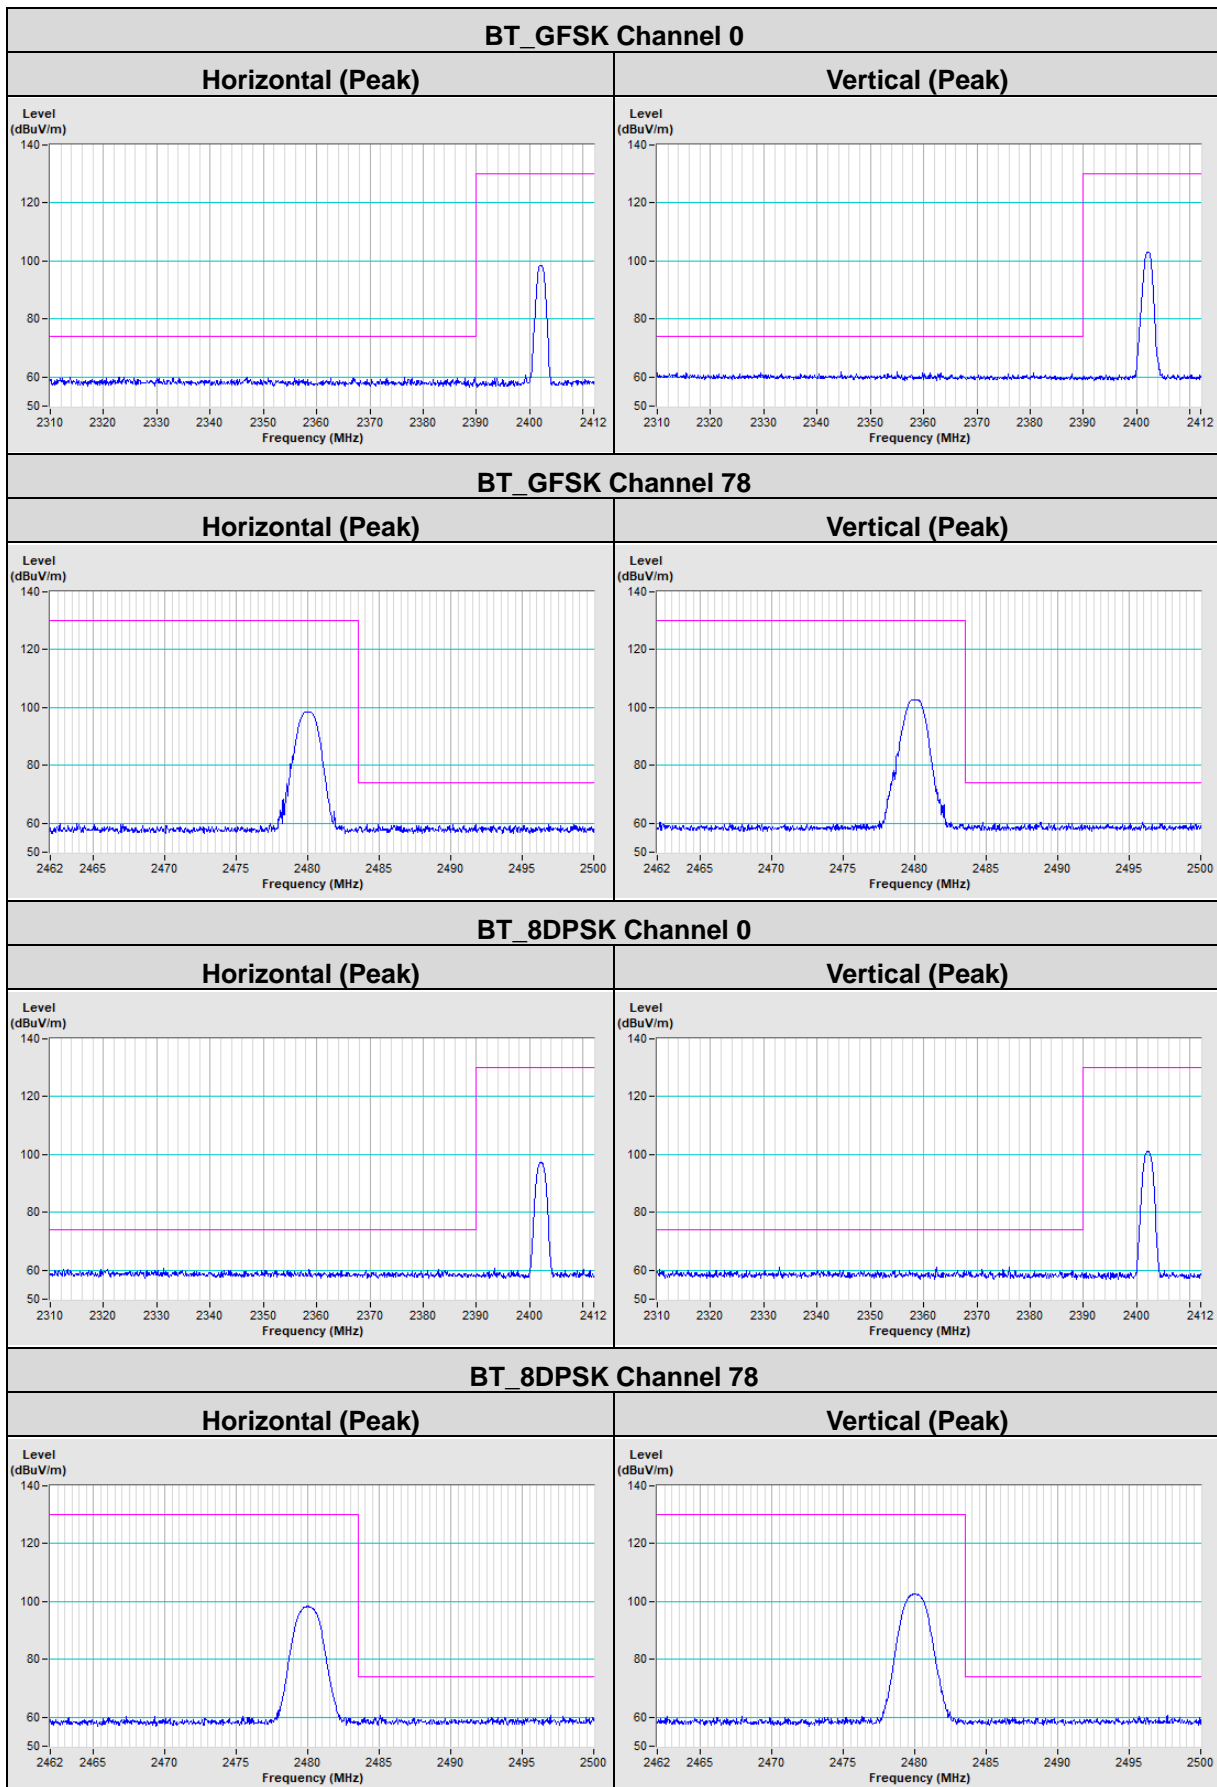 BT_GFSK Channel 0
Horizontal (Peak) Vertical (Peak)
Level
(dBuV/m)
140
120
100
80
60
50
2310 2320 2330 2340 2350 2360 2370 2380 2390 2400 2412
Frequency (MHz)
Level
(dBuV/m)
140
120
100
80
60
50
2310 2320 2330 2340 2350 2360 2370 2380 2390 2400 2412
Frequency (MHz)
BT_GFSK Channel 78
Horizontal (Peak) Vertical (Peak)
Level
(dBuV/m)
140
120
100
80
60
50
2462 2465 2470 2475 2480 2485 2490 2495 2500
Frequency (MHz)
Level
(dBuV/m)
140
120
100
80
60
50
2462 2465 2470 2475 2480 2485 2490 2495 2500
Frequency (MHz)
BT_8DPSK Channel 0
Horizontal (Peak) Vertical (Peak)
Level
(dBuV/m)
140
120
100
80
60
50
2310 2320 2330 2340 2350 2360 2370 2380 2390 2400 2412
Frequency (MHz)
Level
(dBuV/m)
140
120
100
80
60
50
2310 2320 2330 2340 2350 2360 2370 2380 2390 2400 2412
Frequency (MHz)
BT_8DPSK Channel 78
Horizontal (Peak) Vertical (Peak)
Level
(dBuV/m)
140
120
100
80
60
50
2462 2465 2470 2475 2480 2485 2490 2495 2500
Frequency (MHz)
Level
(dBuV/m)
140
120
100
80
60
50
2462 2465 2470 2475 2480 2485 2490 2495 2500
Frequency (MHz)